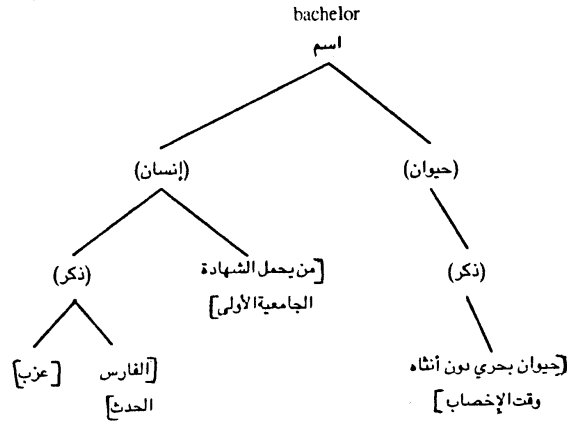 bachelor
اسم
(إنسان)
(حيوان)
(ذكر)
[من يحمل الشهادة
الجامعية الأولى]
(ذكر)
[عزب]
[الفارس
الحدث]
[حيوان بحري دون أنثاه
وقت الإخصاب]